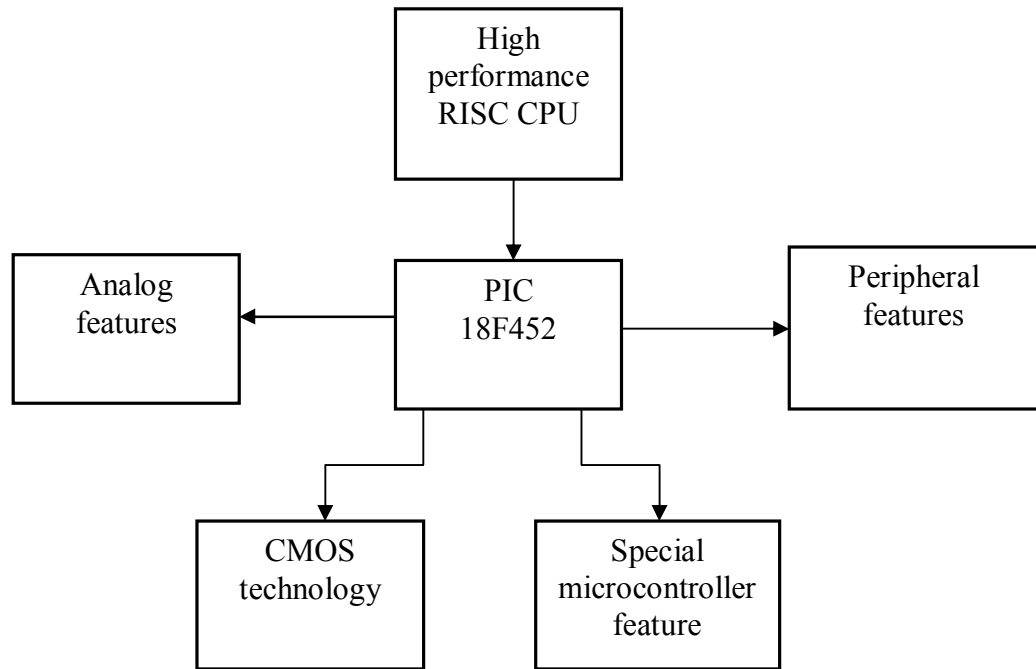 High
performance
RISC CPU
Analog
features
PIC
18F452
Peripheral
features
CMOS
technology
Special
microcontroller
feature